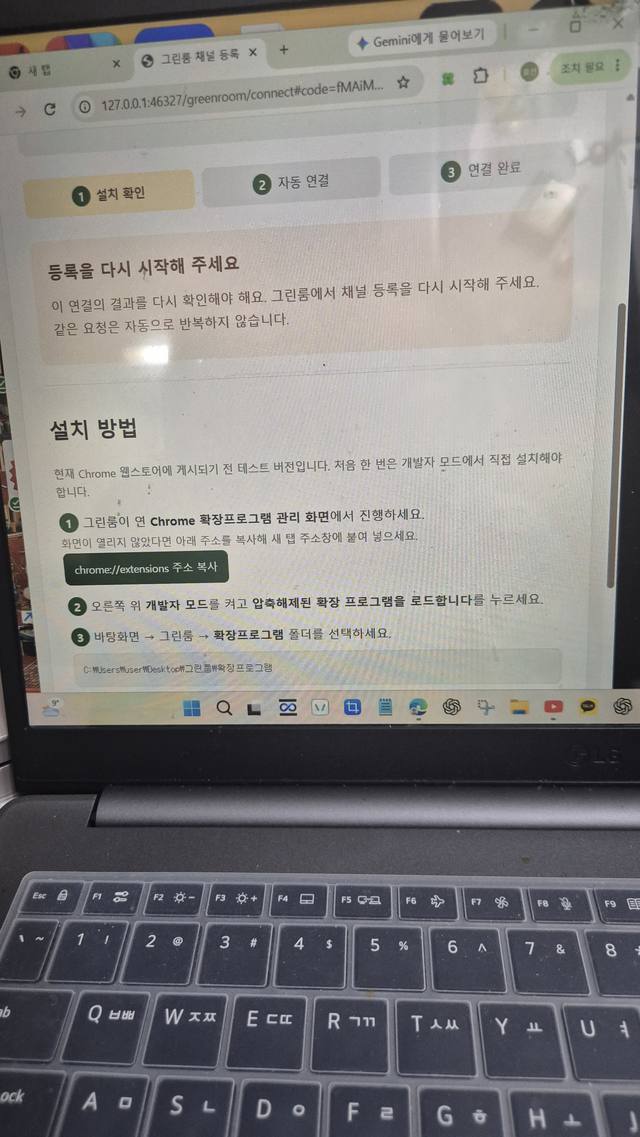 새 탭
그린룸 채널 등록
Gemini에게 물어보기
127.0.0.1:46327/greenroom/connect#code=fMAiM...
조치 필요
1 설치 확인
2 자동 연결
3 연결 완료
등록을 다시 시작해 주세요
이 연결의 결과를 다시 확인해야 해요. 그린룸에서 채널 등록을 다시 시작해 주세요.
같은 요청은 자동으로 반복하지 않습니다.
설치 방법
현재 Chrome 웹스토어에 게시되기 전 테스트 버전입니다. 처음 한 번은 개발자 모드에서 직접 설치해야
합니다.
1 그린룸이 연 Chrome 확장프로그램 관리 화면에서 진행하세요.
화면이 열리지 않았다면 아래 주소를 복사해 새 탭 주소창에 붙여 넣으세요.
chrome://extensions 주소 복사
2 오른쪽 위 개발자 모드를 켜고 압축해제된 확장 프로그램을 로드합니다를 누르세요.
3 바탕화면 → 그린룸 → 확장프로그램 폴더를 선택하세요.
C:₩Users₩user₩Desktop₩그린룸₩확장프로그램
9°
LG
Esc F1 F2 F3 F4 F5 F6 F7 F8 F9
\ ~ 1 ! 2 @ 3 # 4 $ 5 % 6 ^ 7 & 8
Q ㅂㅃ W ㅈㅉ E ㄷㄸ R ㄱㄲ T ㅅㅆ Y ㅛ U ㅕ
ock A ㅁ S ㄴ D ㅇ F ㄹ G ㅎ H ㅗ